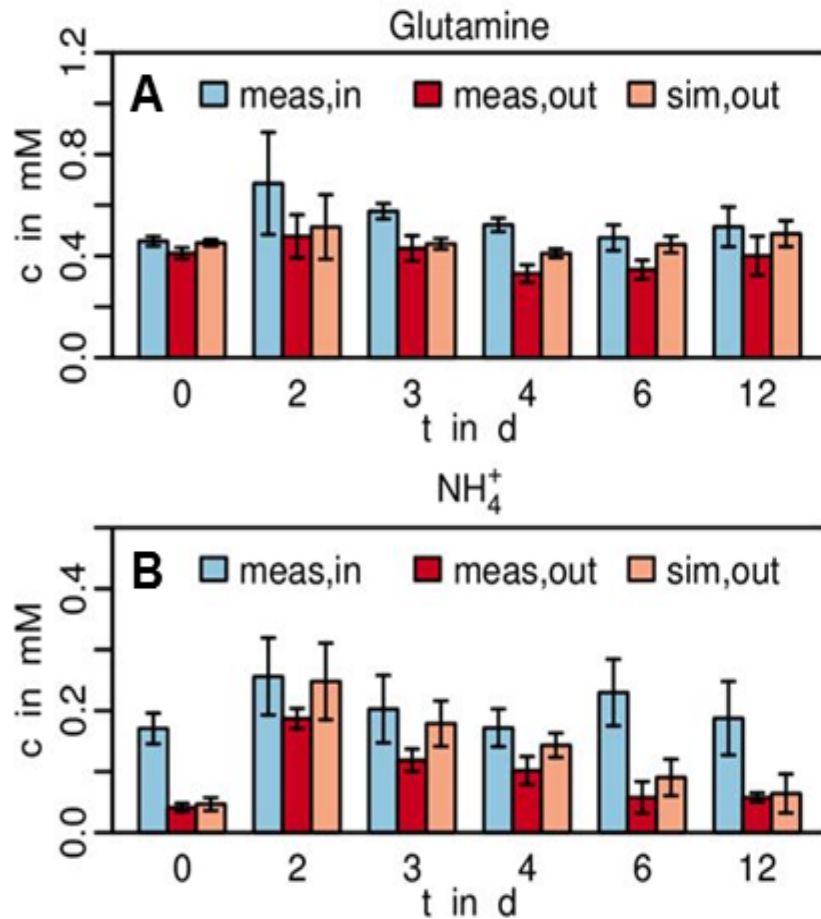 Glutamine
A meas,in meas,out sim,out
c in mM
0.0 0.4 0.8 1.2
0 2 3 4 6 12
t in d
NH₄⁺
B meas,in meas,out sim,out
c in mM
0.0 0.2 0.4
0 2 3 4 6 12
t in d